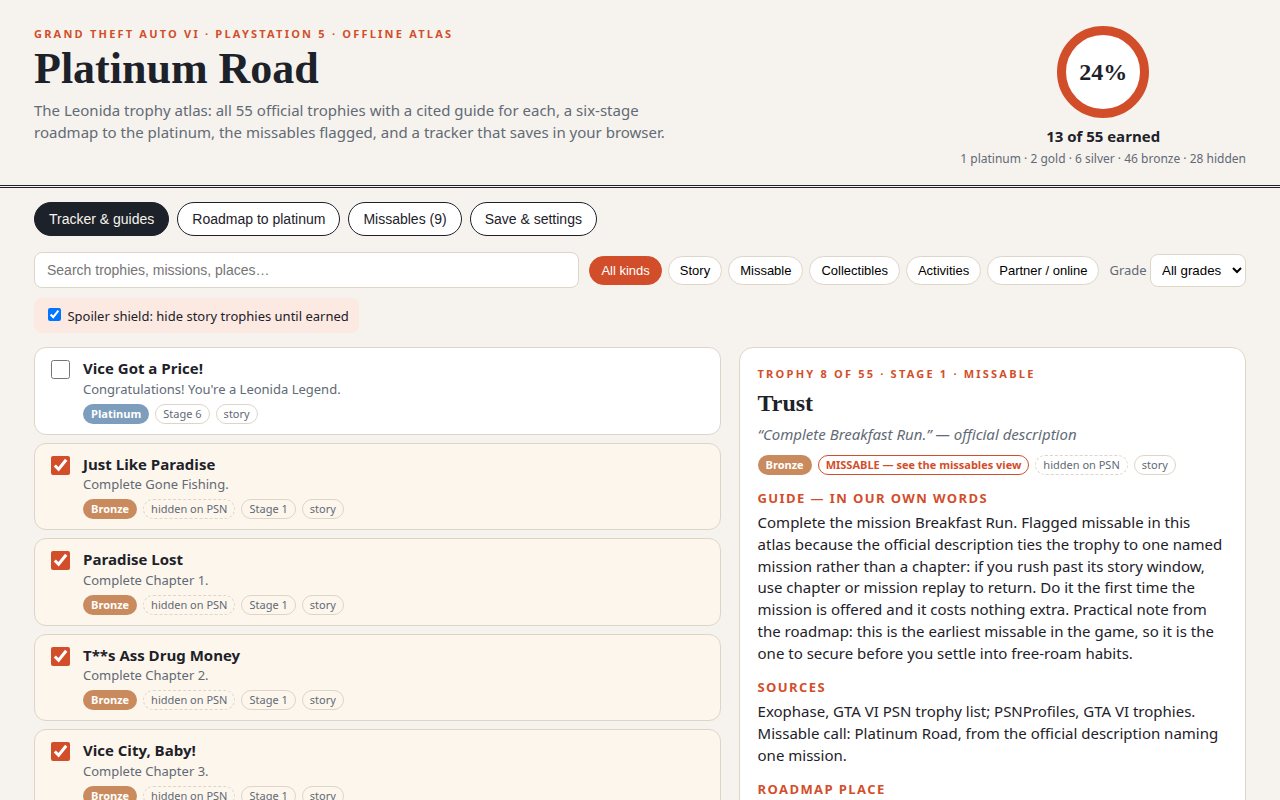 GRAND THEFT AUTO VI · PLAYSTATION 5 · OFFLINE ATLAS
Platinum Road
The Leonida trophy atlas: all 55 official trophies with a cited guide for each, a six-stage
roadmap to the platinum, the missables flagged, and a tracker that saves in your browser.
24%
13 of 55 earned
1 platinum · 2 gold · 6 silver · 46 bronze · 28 hidden
Tracker & guides
Roadmap to platinum
Missables (9)
Save & settings
Search trophies, missions, places…
All kinds
Story
Missable
Collectibles
Activities
Partner / online
Grade
All grades
Spoiler shield: hide story trophies until earned
Vice Got a Price!
Congratulations! You're a Leonida Legend.
Platinum
Stage 6
story
Just Like Paradise
Complete Gone Fishing.
Bronze
hidden on PSN
Stage 1
story
Paradise Lost
Complete Chapter 1.
Bronze
hidden on PSN
Stage 1
story
T**s Ass Drug Money
Complete Chapter 2.
Bronze
hidden on PSN
Stage 1
story
Vice City, Baby!
Complete Chapter 3.
Bronze
hidden on PSN
Stage 1
story
TROPHY 8 OF 55 · STAGE 1 · MISSABLE
Trust
“Complete Breakfast Run.” — official description
Bronze
MISSABLE — see the missables view
hidden on PSN
story
GUIDE — IN OUR OWN WORDS
Complete the mission Breakfast Run. Flagged missable in this
atlas because the official description ties the trophy to one named
mission rather than a chapter: if you rush past its story window,
use chapter or mission replay to return. Do it the first time the
mission is offered and it costs nothing extra. Practical note from
the roadmap: this is the earliest missable in the game, so it is the
one to secure before you settle into free-roam habits.
SOURCES
Exophase, GTA VI PSN trophy list; PSNProfiles, GTA VI trophies.
Missable call: Platinum Road, from the official description naming
one mission.
ROADMAP PLACE